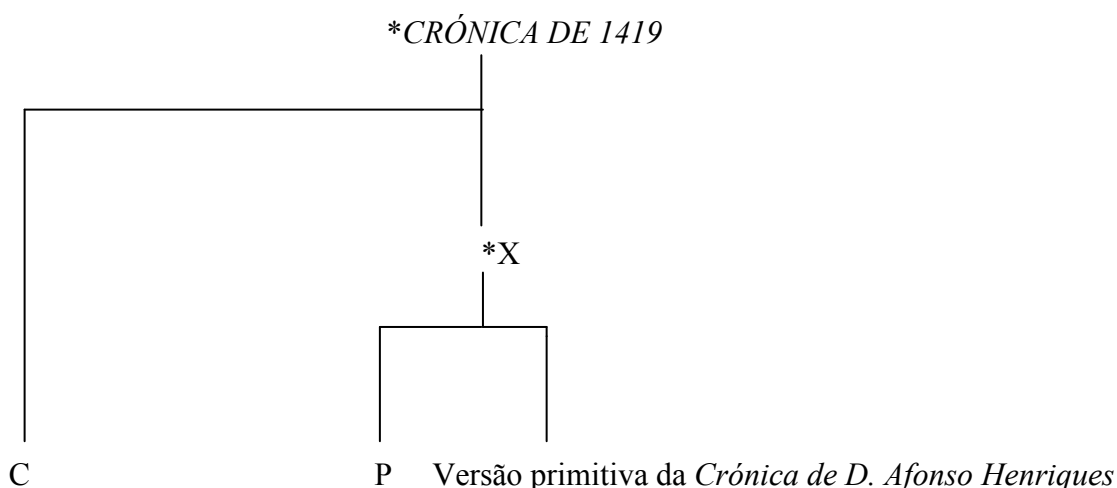 *CRÓNICA DE 1419
*X
C P Versão primitiva da Crónica de D. Afonso Henriques